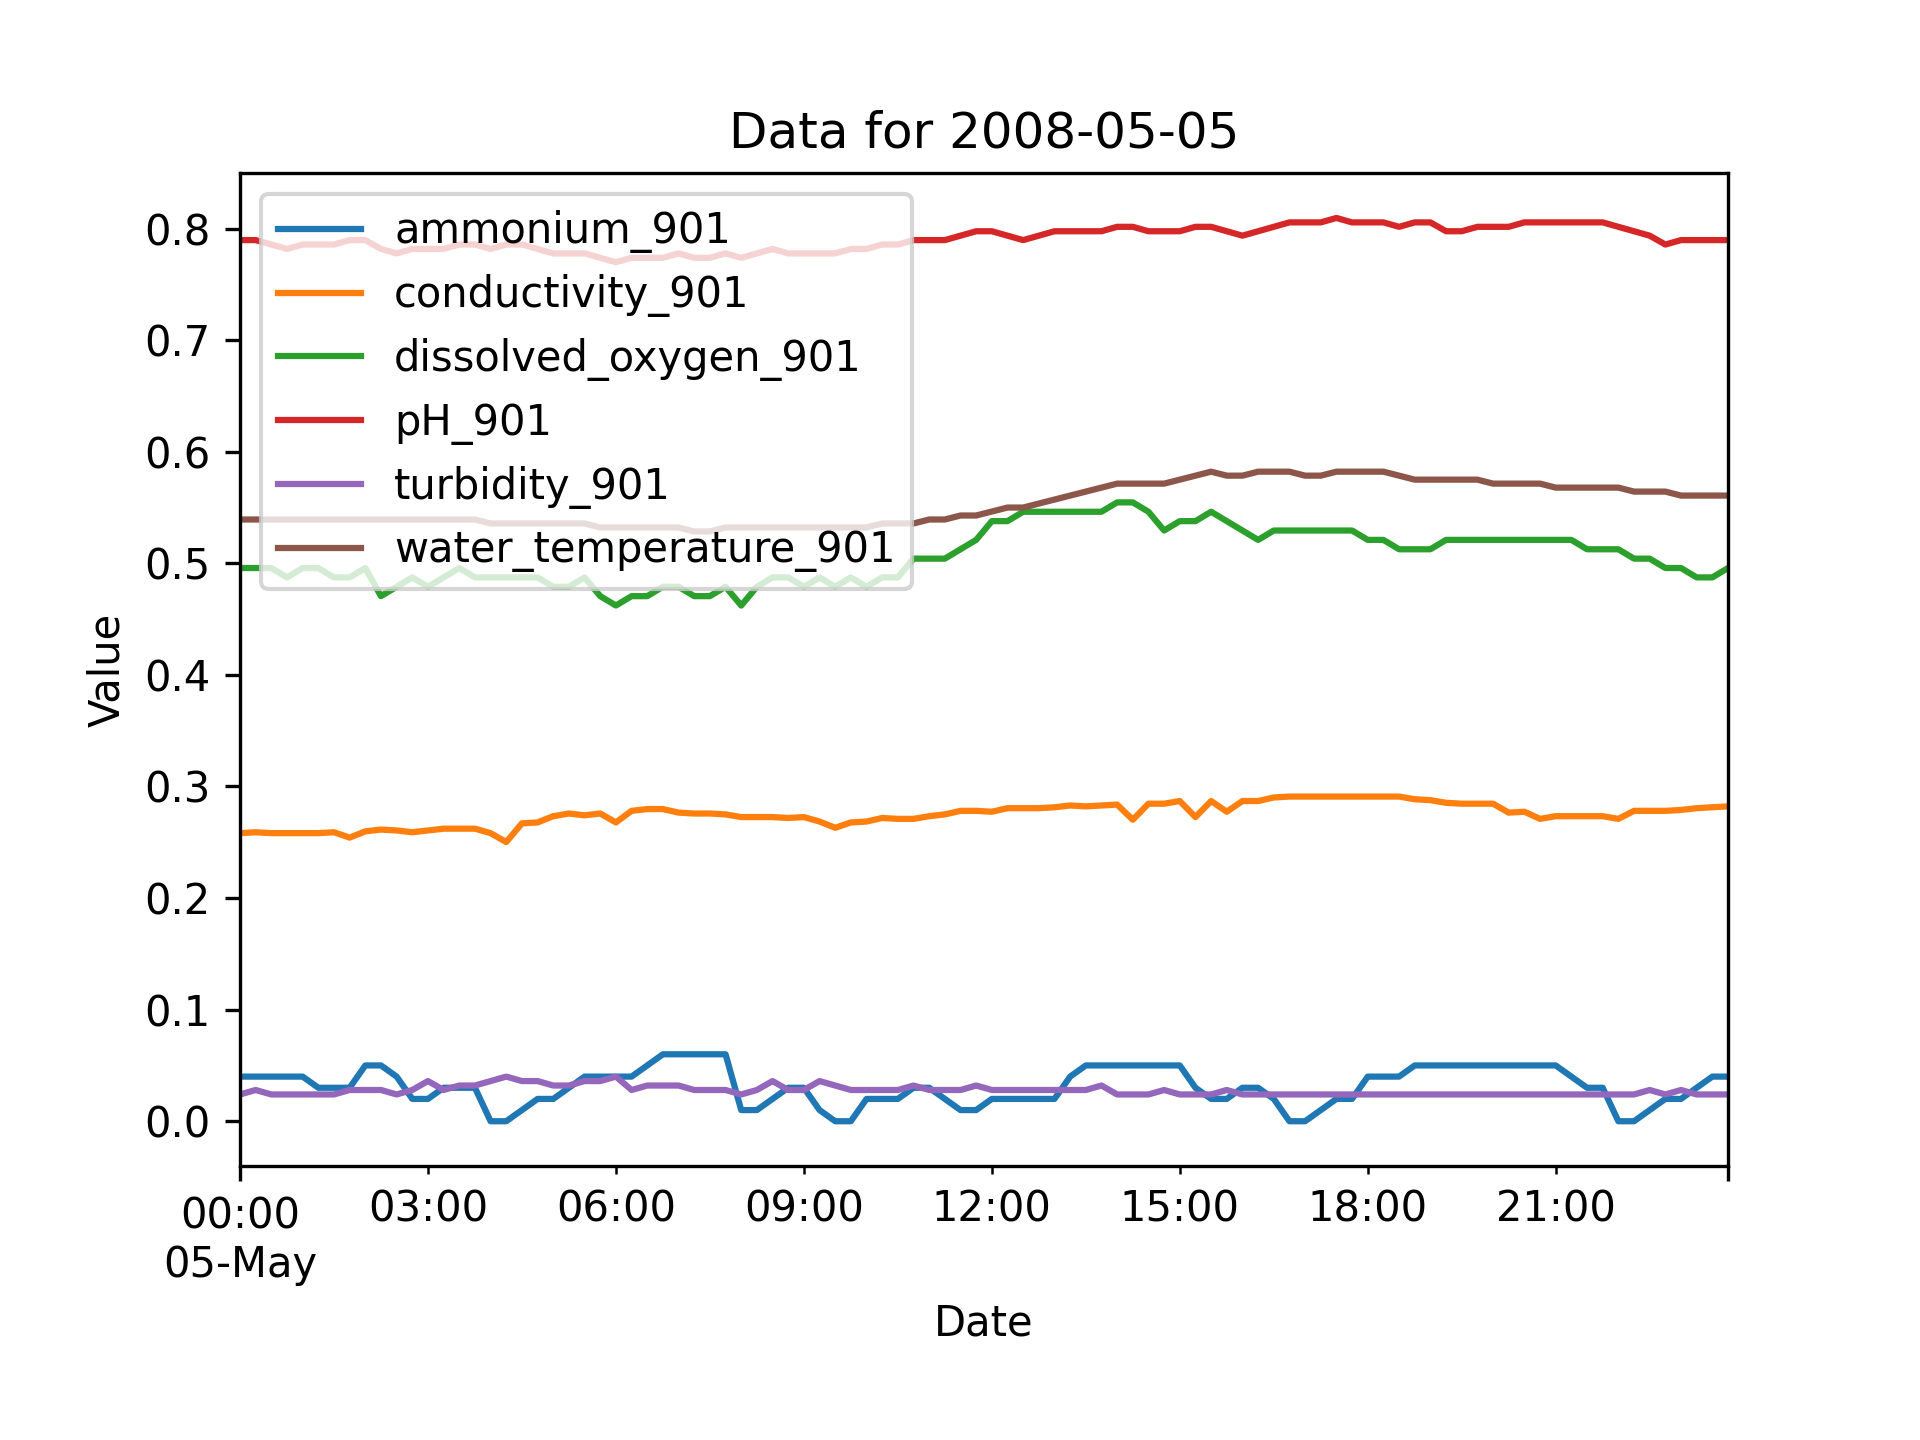 Data for 2008-05-05
ammonium_901
conductivity_901
dissolved_oxygen_901
pH_901
turbidity_901
water_temperature_901
0.8
0.7
0.6
0.5
0.4
0.3
0.2
0.1
0.0
Value
00:00 03:00 06:00 09:00 12:00 15:00 18:00 21:00
05-May
Date